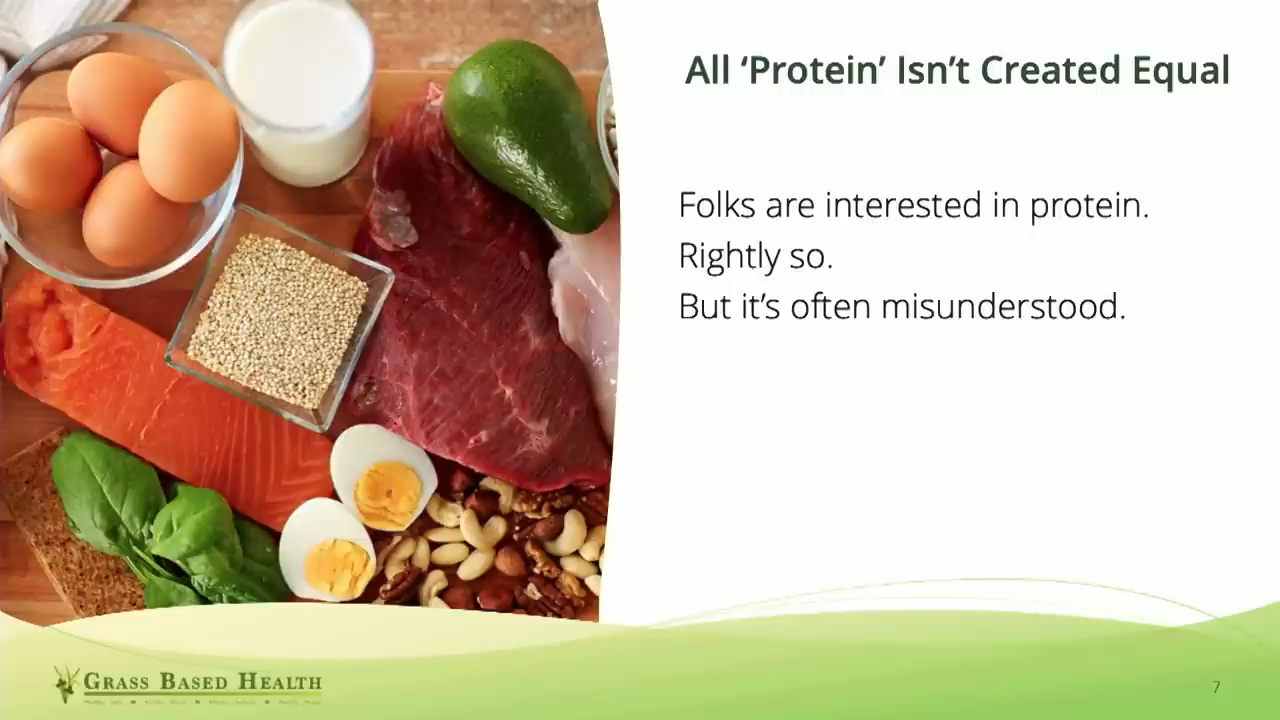 All ‘Protein’ Isn’t Created Equal
Folks are interested in protein.
Rightly so.
But it’s often misunderstood.
GRASS BASED HEALTH
7